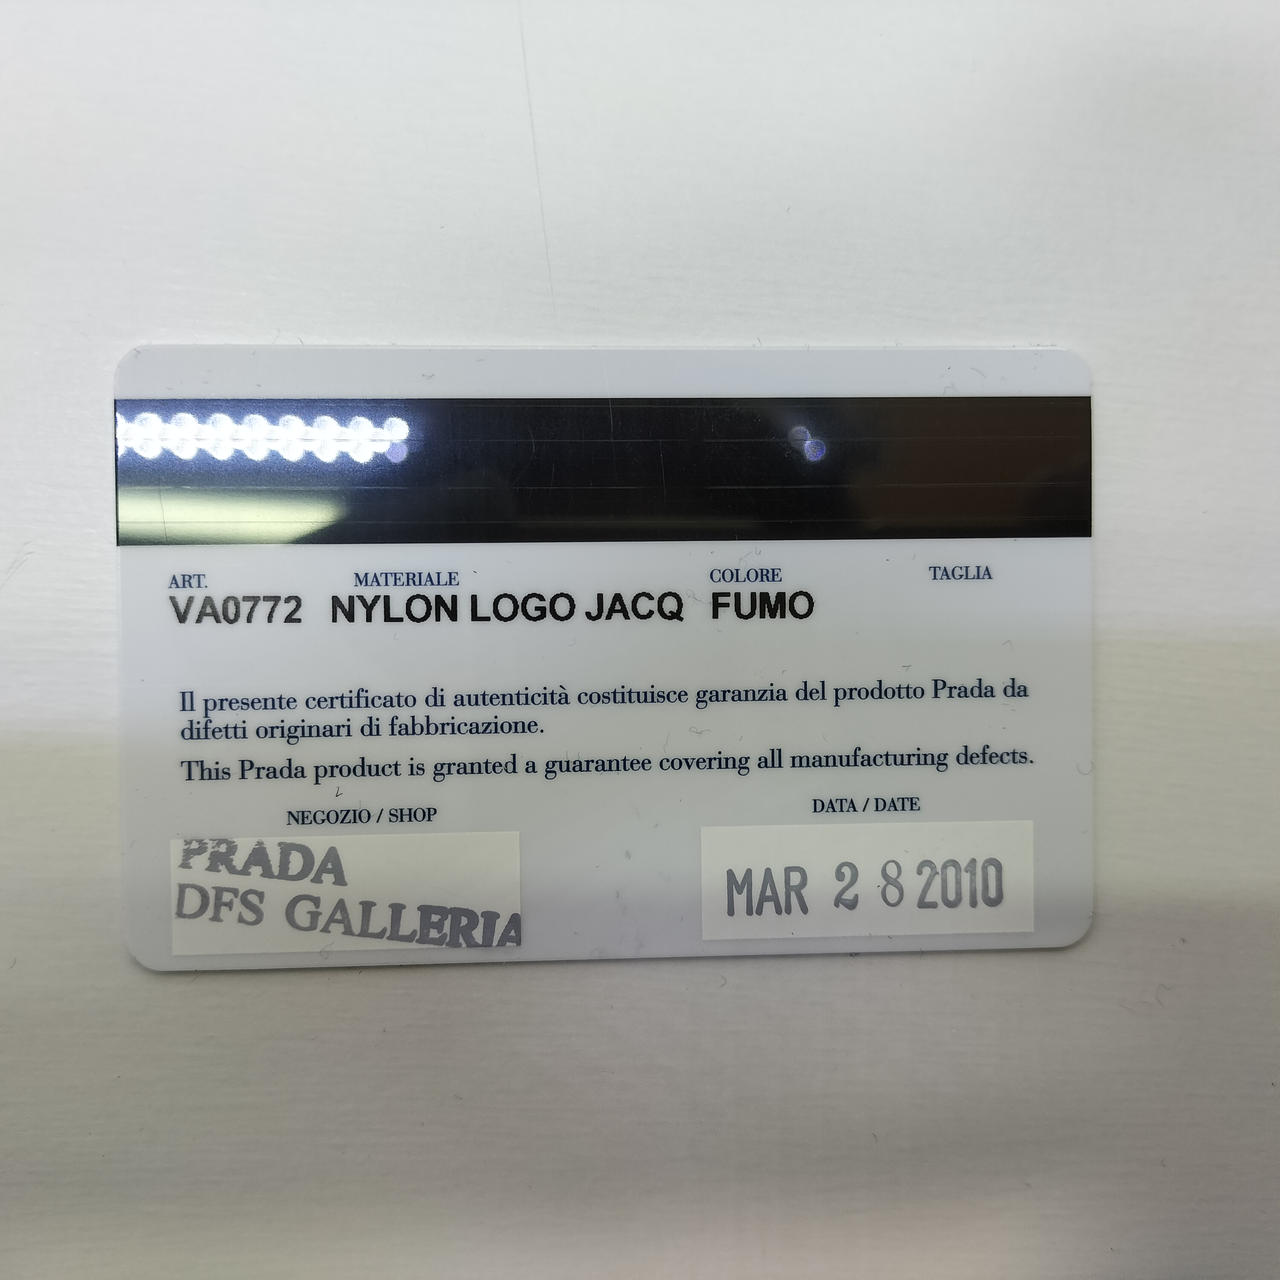 ART. MATERIALE COLORE TAGLIA
VA0772 NYLON LOGO JACQ FUMO
Il presente certificato di autenticità costituisce garanzia del prodotto Prada da
difetti originari di fabbricazione.
This Prada product is granted a guarantee covering all manufacturing defects.
NEGOZIO / SHOP DATA / DATE
PRADA
DFS GALLERIA
MAR 28 2010